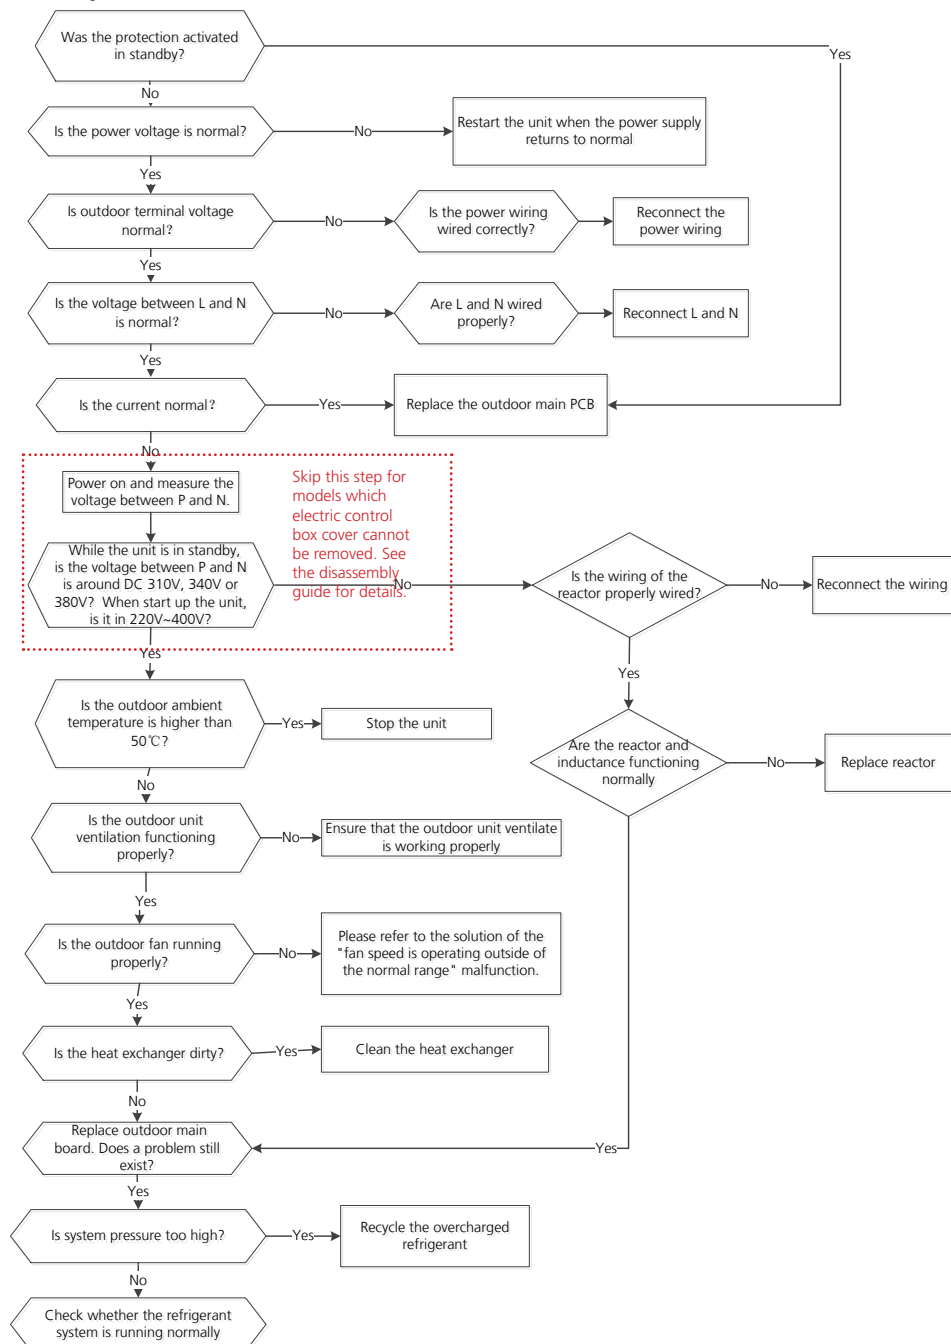 Was the protection activated
in standby?
Yes
No
Is the power voltage is normal?
No
Restart the unit when the power supply
returns to normal
Yes
Is outdoor terminal voltage
normal?
No
Is the power wiring
wired correctly?
Reconnect the
power wiring
Yes
Is the voltage between L and N
is normal?
No
Are L and N wired
properly?
Reconnect L and N
Yes
Is the current normal?
Yes
Replace the outdoor main PCB
No
Power on and measure the
voltage between P and N.
Skip this step for
models which
electric control
box cover cannot
be removed. See
the disassembly
guide for details.
While the unit is in standby,
is the voltage between P and N
is around DC 310V, 340V or
380V? When start up the unit,
is it in 220V~400V?
No
Is the wiring of the
reactor properly wired?
No
Reconnect the wiring
Yes
Yes
Is the outdoor ambient
temperature is higher than
50℃?
Yes
Stop the unit
Are the reactor and
inductance functioning
normally
No
Replace reactor
No
Is the outdoor unit
ventilation functioning
properly?
No
Ensure that the outdoor unit ventilate
is working properly
Yes
Is the outdoor fan running
properly?
No
Please refer to the solution of the
"fan speed is operating outside of
the normal range" malfunction.
Yes
Is the heat exchanger dirty?
Yes
Clean the heat exchanger
No
Replace outdoor main
board. Does a problem still
exist?
Yes
Yes
Is system pressure too high?
Yes
Recycle the overcharged
refrigerant
No
Check whether the refrigerant
system is running normally